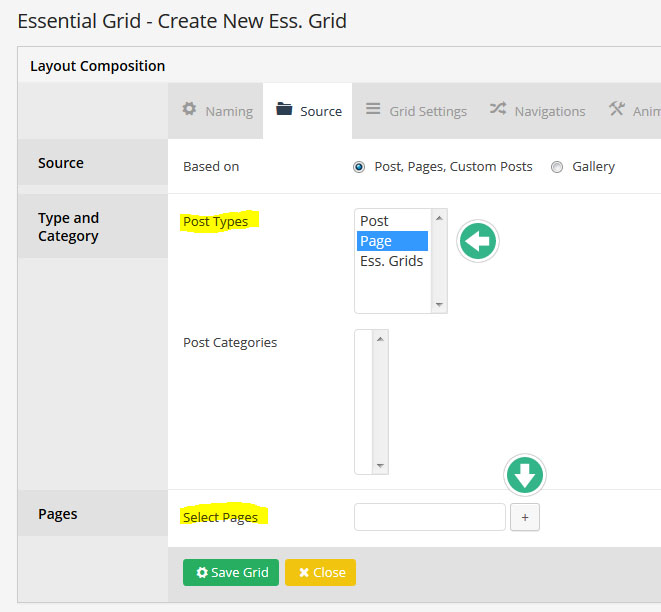 Essential Grid - Create New Ess. Grid
Layout Composition
Naming Source Grid Settings Navigations Anim
Source
Based on Post, Pages, Custom Posts Gallery
Type and
Category
Post Types
Post
Page
Ess. Grids
Post Categories
Pages
Select Pages +
Save Grid Close